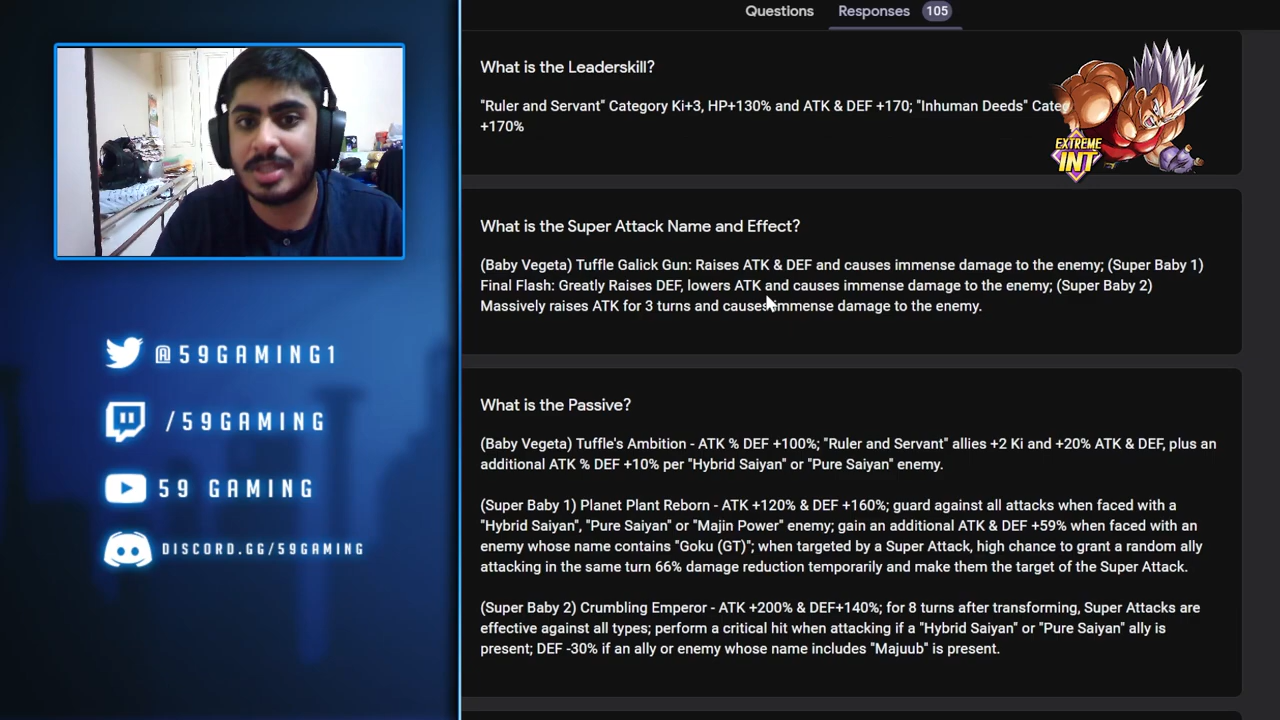 Questions
Responses 105
What is the Leaderskill?
"Ruler and Servant" Category Ki+3, HP+130% and ATK & DEF +170; "Inhuman Deeds"
+170%
EXTREME
INT
What is the Super Attack Name and Effect?
(Baby Vegeta) Tuffle Galick Gun: Raises ATK & DEF and causes immense damage to the enemy; (Super Baby 1)
Final Flash: Greatly Raises DEF, lowers ATK and causes immense damage to the enemy; (Super Baby 2)
Massively raises ATK for 3 turns and causes immense damage to the enemy.
What is the Passive?
(Baby Vegeta) Tuffle's Ambition - ATK % DEF +100%; "Ruler and Servant" allies +2 Ki and +20% ATK & DEF, plus an
additional ATK % DEF +10% per "Hybrid Saiyan" or "Pure Saiyan" enemy.
(Super Baby 1) Planet Plant Reborn - ATK +120% & DEF +160%; guard against all attacks when faced with a
"Hybrid Saiyan", "Pure Saiyan" or "Majin Power" enemy; gain an additional ATK & DEF +59% when faced with an
enemy whose name contains "Goku (GT)"; when targeted by a Super Attack, high chance to grant a random ally
attacking in the same turn 66% damage reduction temporarily and make them the target of the Super Attack.
(Super Baby 2) Crumbling Emperor - ATK +200% & DEF+140%; for 8 turns after transforming, Super Attacks are
effective against all types; perform a critical hit when attacking if a "Hybrid Saiyan" or "Pure Saiyan" ally is
present; DEF -30% if an ally or enemy whose name includes "Majuub" is present.
@59GAMING1
/59GAMING
59 GAMING
DISCORD.GG/59GAMING